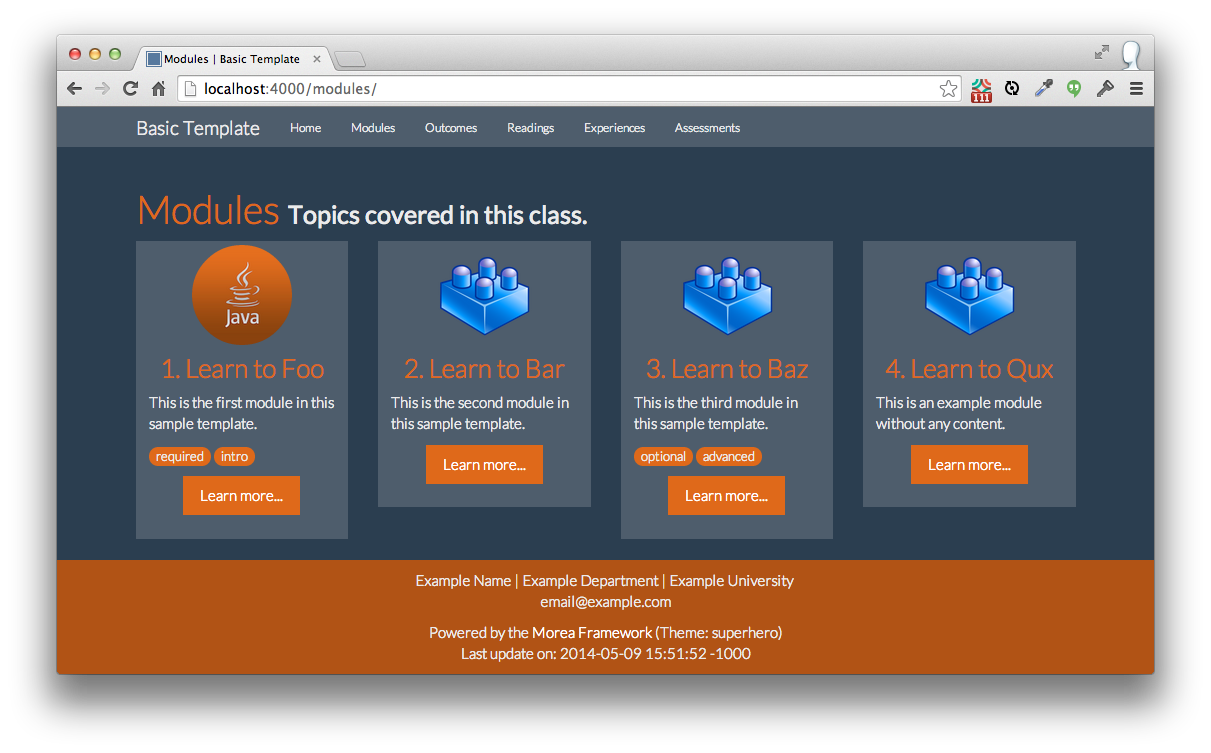 Modules | Basic Template
localhost:4000/modules/
111
Basic Template Home Modules Outcomes Readings Experiences Assessments
Modules Topics covered in this class.
Java
1. Learn to Foo
This is the first module in this
sample template.
required intro
Learn more...
2. Learn to Bar
This is the second module in
this sample template.
Learn more...
3. Learn to Baz
This is the third module in
this sample template.
optional advanced
Learn more...
4. Learn to Qux
This is an example module
without any content.
Learn more...
Example Name | Example Department | Example University
email@example.com
Powered by the Morea Framework (Theme: superhero)
Last update on: 2014-05-09 15:51:52 -1000